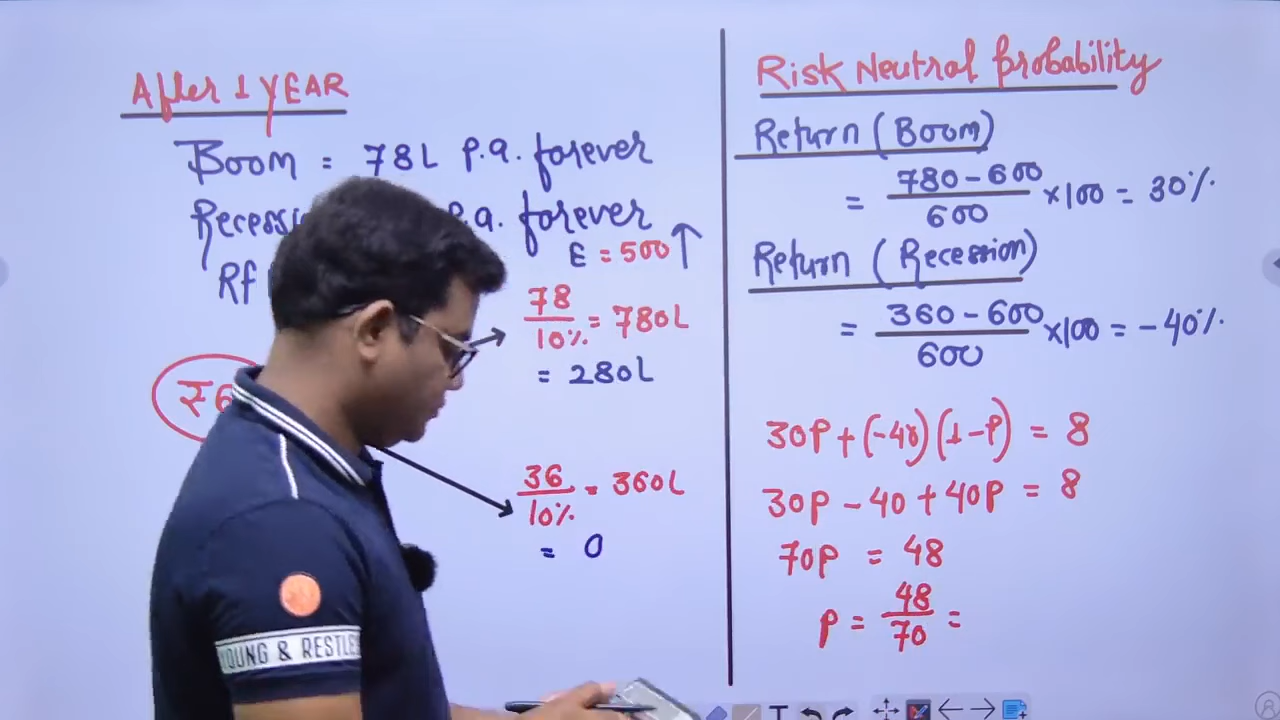 After 1 YEAR
Boom = 78L P.a. forever
P.a. forever
Rf
E = 500 ↑
78
10% = 780L
= 280L
₹6
36
10% = 360L
= 0
YOUNG & RESTLE
Risk Neutral Probability
Return (Boom)
= 780 - 600
600 × 100 = 30%
Return (Recession)
= 360 - 600
600 × 100 = -40%
30P + (-40) (1-P) = 8
30P - 40 + 40P = 8
70P = 48
P = 48
70 =
T